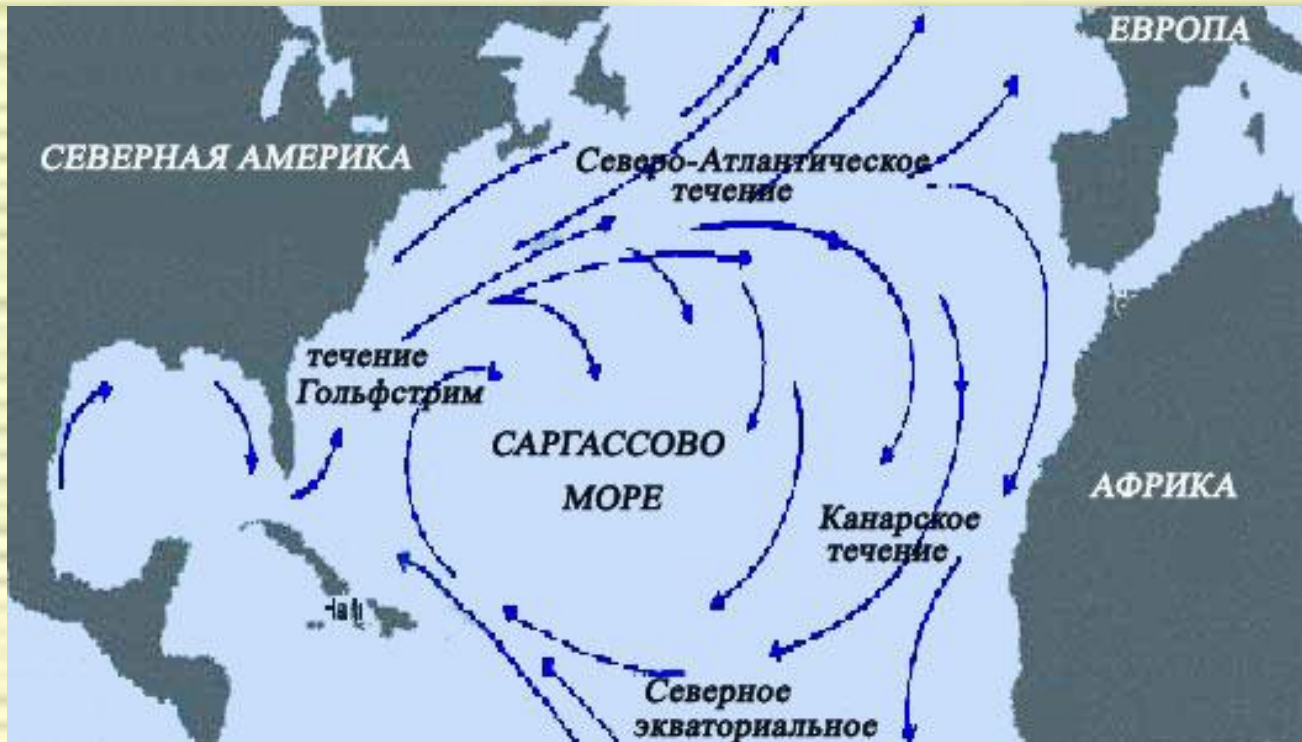 ЕВРОПА
СЕВЕРНАЯ АМЕРИКА
Северо-Атлантическое
течение
течение
Гольфстрим
САРГАССОВО
МОРЕ
АФРИКА
Канарское
течение
Северное
экваториальное